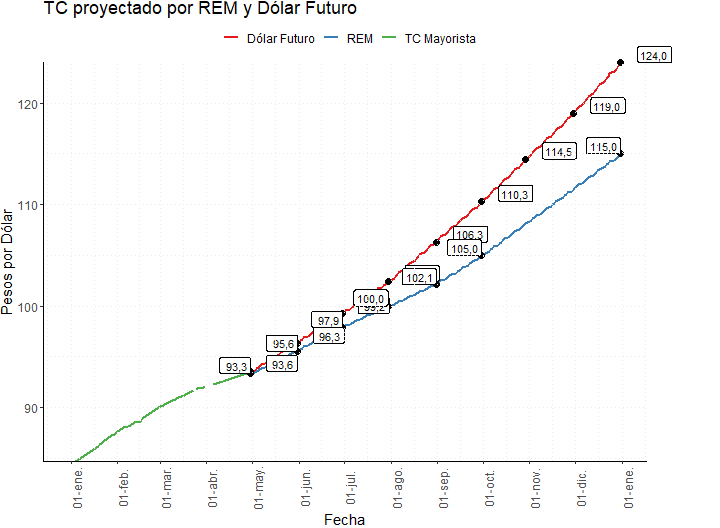 TC proyectado por REM y Dólar Futuro
Dólar Futuro REM TC Mayorista
124,0
119,0
115,0
114,5
110,3
106,3
105,0
102,1
100,0
97,9
96,3
95,6
93,6
93,3
120
110
100
90
Pesos por Dólar
01-ene.
01-feb.
01-mar.
01-abr.
01-may.
01-jun.
01-jul.
01-ago.
01-sep.
01-oct.
01-nov.
01-dic.
01-ene.
Fecha